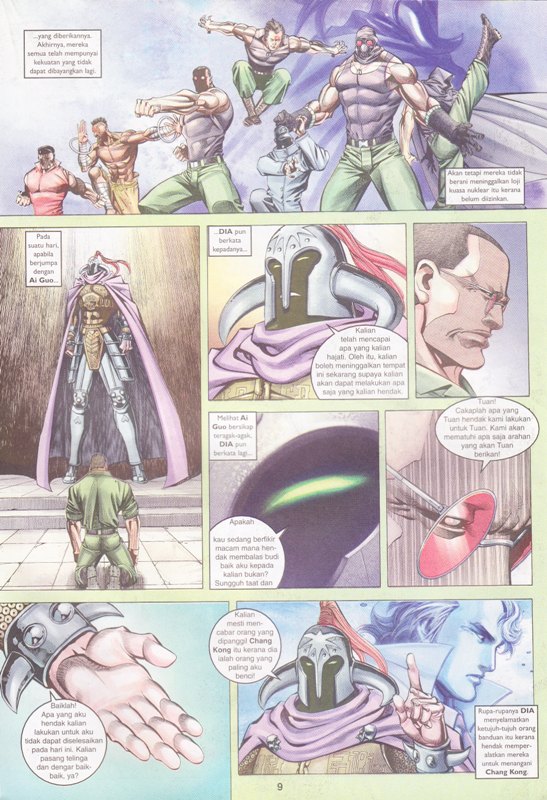 ...yang diberikannya.
Akhirnya, mereka
semua telah mempunyai
kekuatan yang tidak
dapat dibayangkan lagi.
Akan tetapi mereka tidak
berani meninggalkan loji
kuasa nuklear itu kerana
belum diizinkan.
Pada
suatu hari,
apabila
berjumpa
dengan
Ai Guo...
...DIA pun
berkata
kepadanya...
Kalian
telah mencapai
apa yang kalian
hajati. Oleh itu, kalian
boleh meninggalkan tempat
ini sekarang supaya kalian
akan dapat melakukan apa
saja yang kalian hendak.
Melihat Ai
Guo bersikap
teragak-agak,
DIA pun
berkata lagi...
Apakah
kau sedang berfikir
macam mana hen-
dak membalas budi
baik aku kepada
kalian bukan?
Sungguh taat dan
Tuan!
Cakaplah apa yang
Tuan hendak kami lakukan
untuk Tuan. Kami akan
mematuhi apa saja arahan
yang akan Tuan
berikan!
Baiklah!
Apa yang aku
hendak kalian
lakukan untuk aku
tidak dapat diselesaikan
pada hari ini. Kalian
pasang telinga
dan dengar baik-
baik, ya?
Kalian
mesti men-
cabar orang yang
dipanggil Chang
Kong itu kerana dia
ialah orang yang
paling aku
benci!
Rupa-rupanya DIA
menyelamatkan
ketujuh-tujuh orang
banduan itu kerana
hendak memper-
alatkan mereka
untuk menangani
Chang Kong.
9